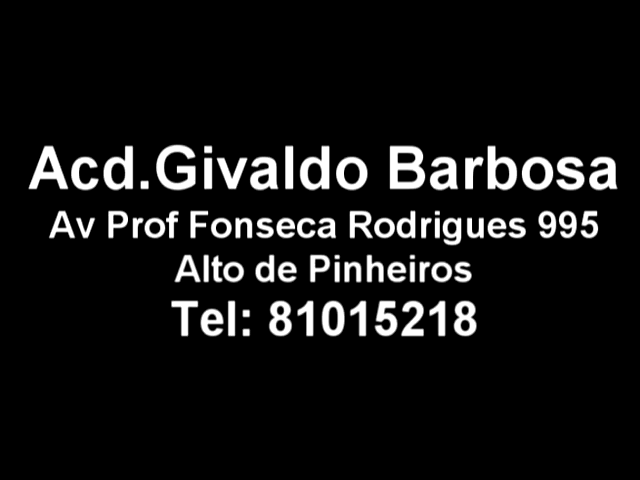 Acd.Givaldo Barbosa
Av Prof Fonseca Rodrigues 995
Alto de Pinheiros
Tel: 81015218